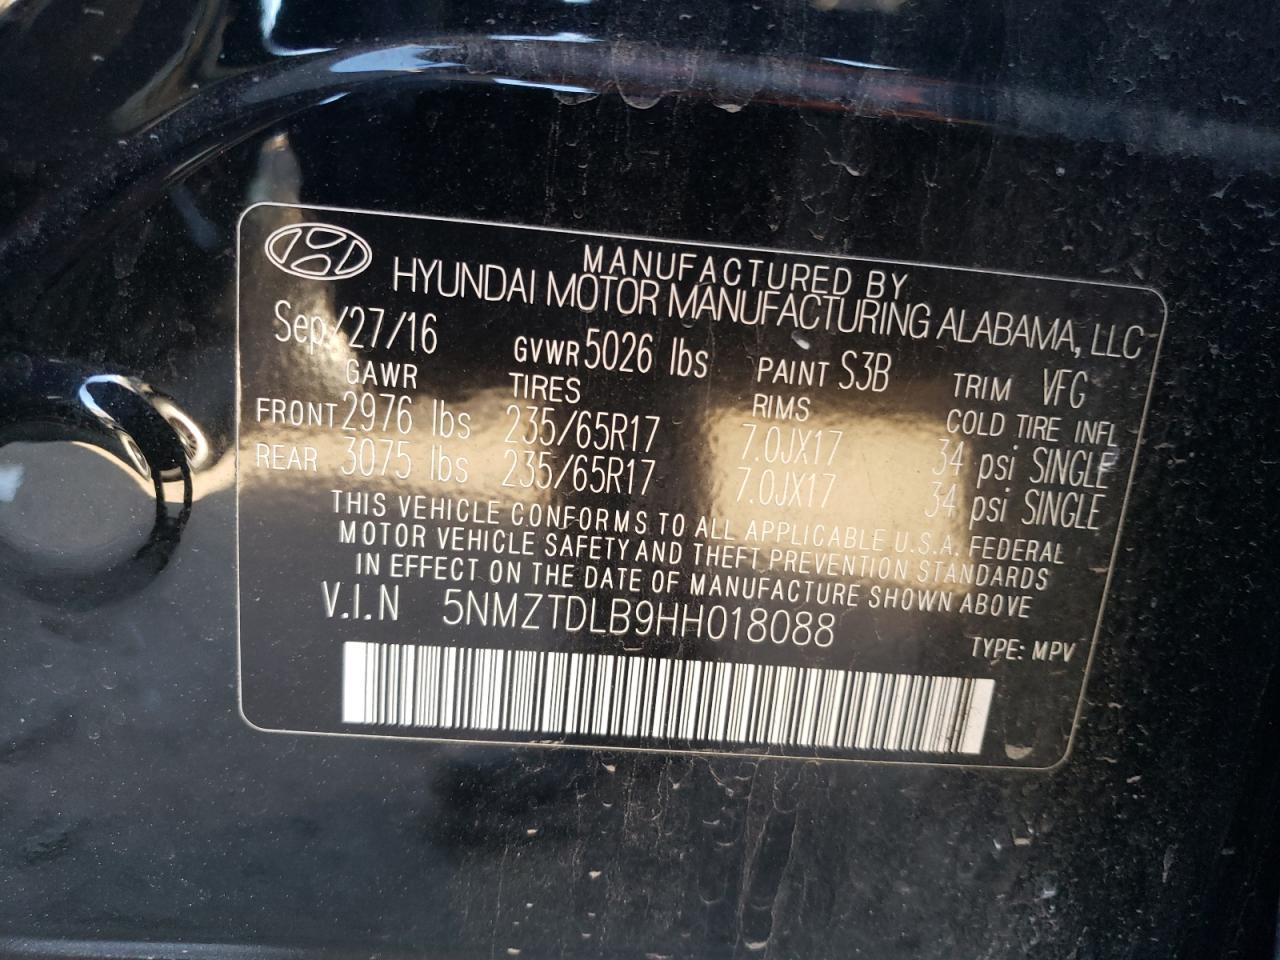 MANUFACTURED BY
HYUNDAI MOTOR MANUFACTURING ALABAMA, LLC
Sep/27/16 GVWR 5026 lbs PAINT S3B TRIM VFG
GAWR TIRES RIMS COLD TIRE INFL
FRONT 2976 lbs 235/65R17 7.0JX17 34 psi SINGLE
REAR 3075 lbs 235/65R17 7.0JX17 34 psi SINGLE
THIS VEHICLE CONFORMS TO ALL APPLICABLE U.S.A. FEDERAL
MOTOR VEHICLE SAFETY AND THEFT PREVENTION STANDARDS
IN EFFECT ON THE DATE OF MANUFACTURE SHOWN ABOVE
V.I.N 5NMZTDLB9HH018088
TYPE: MPV